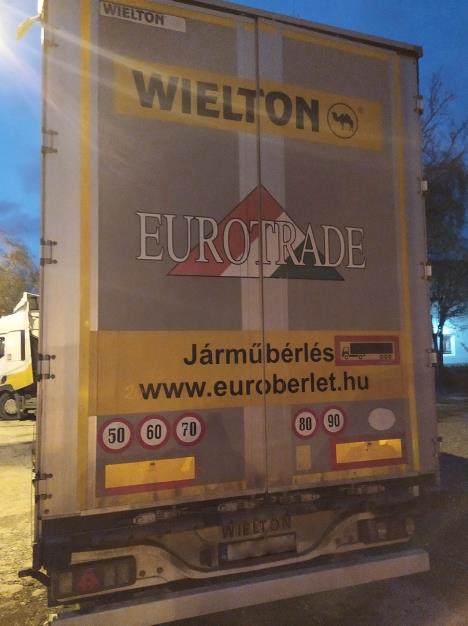 WIELTON
WIELTON ®
EUROTRADE
Járműbérlés
www.euroberlet.hu
50 60 70 80 90
WIELTON